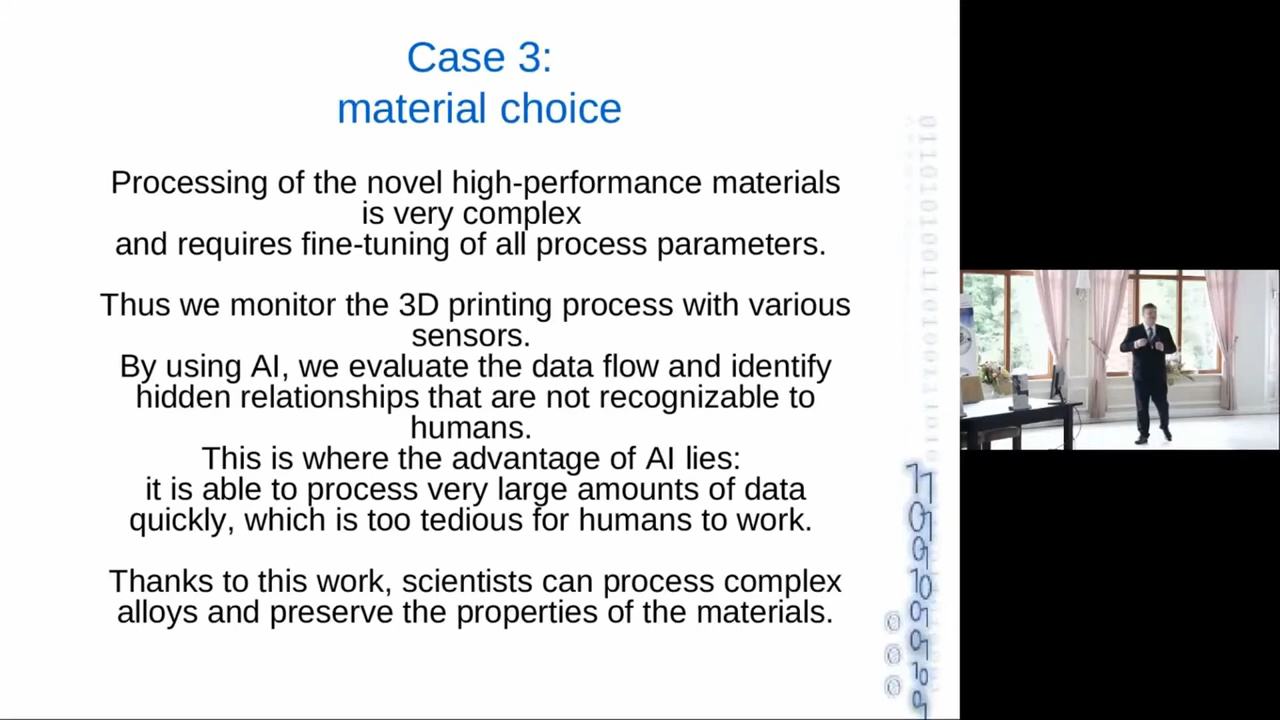 Case 3:
material choice
Processing of the novel high-performance materials
is very complex
and requires fine-tuning of all process parameters.
Thus we monitor the 3D printing process with various
sensors.
By using AI, we evaluate the data flow and identify
hidden relationships that are not recognizable to
humans.
This is where the advantage of AI lies:
it is able to process very large amounts of data
quickly, which is too tedious for humans to work.
Thanks to this work, scientists can process complex
alloys and preserve the properties of the materials.